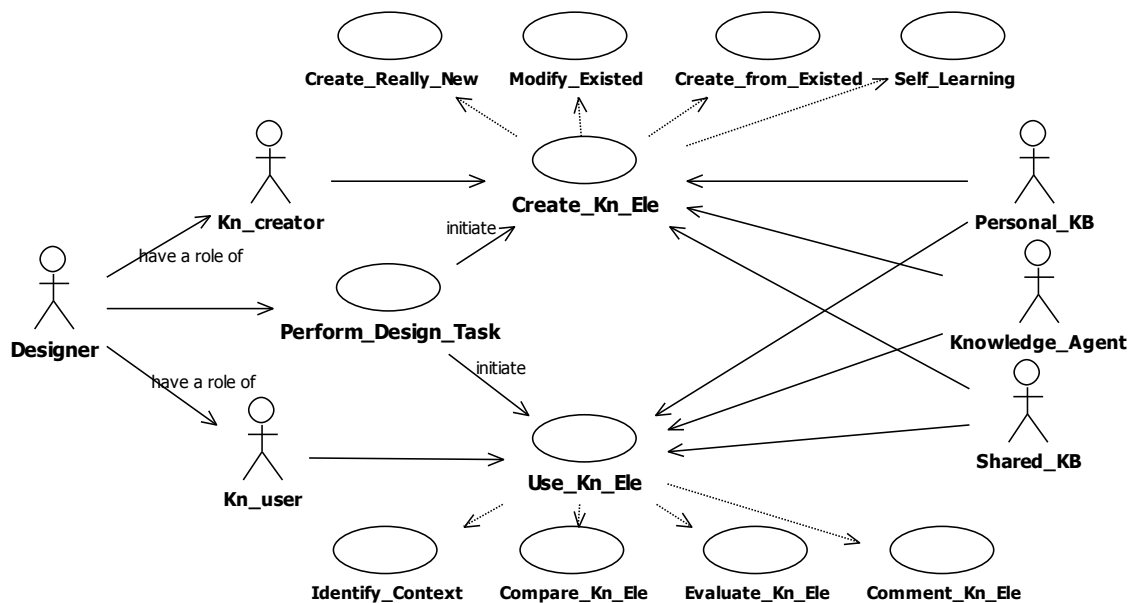 Create_Really_New
Modify_Existed
Create_from_Existed
Self_Learning
Kn_creator
Create_Kn_Ele
Personal_KB
initiate
have a role of
Designer
Perform_Design_Task
Knowledge_Agent
initiate
have a role of
Kn_user
Use_Kn_Ele
Shared_KB
Identify_Context
Compare_Kn_Ele
Evaluate_Kn_Ele
Comment_Kn_Ele